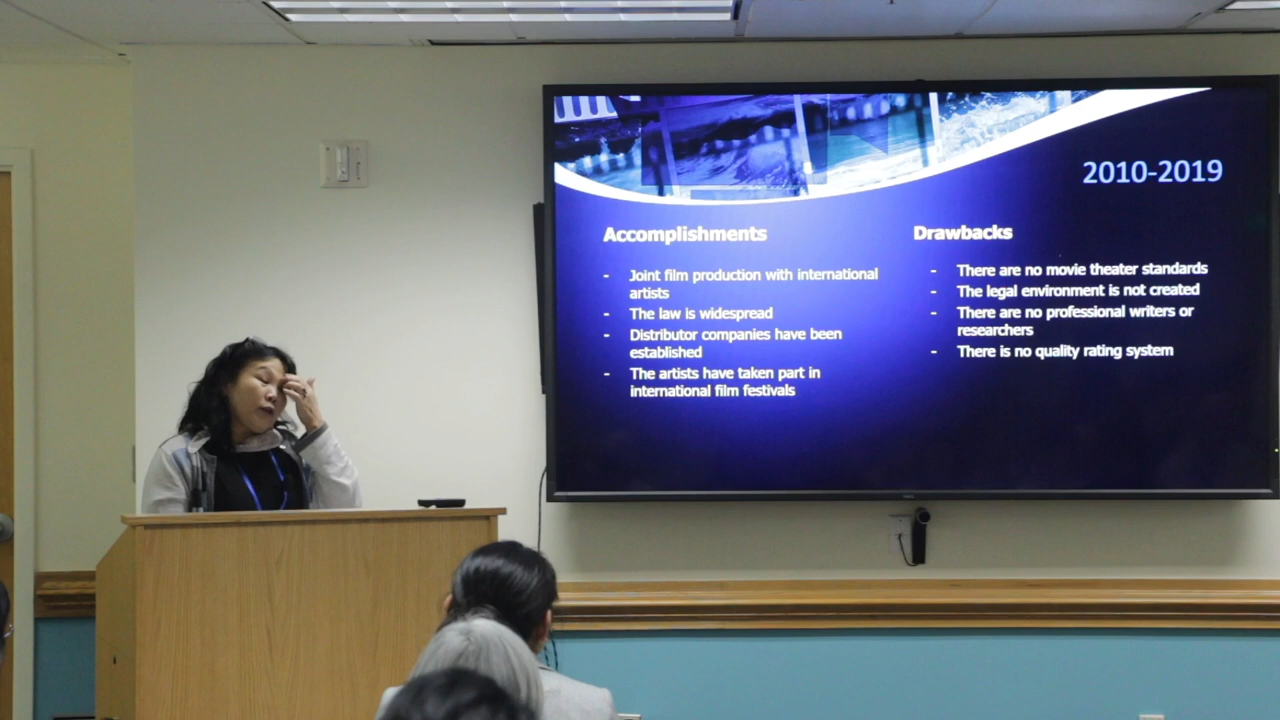 2010-2019
Accomplishments
- Joint film production with international
artists
- The law is widespread
- Distributor companies have been
established
- The artists have taken part in
international film festivals
Drawbacks
- There are no movie theater standards
- The legal environment is not created
- There are no professional writers or
researchers
- There is no quality rating system